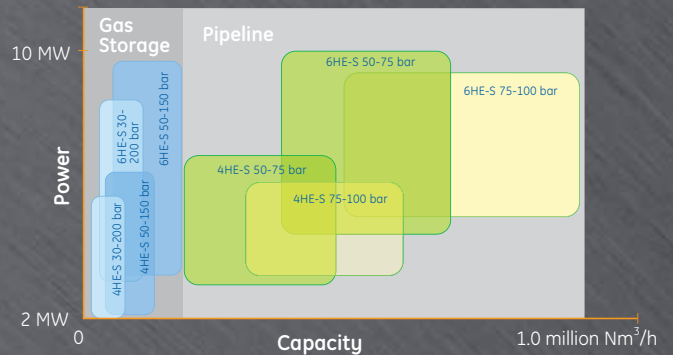 Gas
Storage
Pipeline
10 MW
6HE-S 50-75 bar
6HE-S 75-100 bar
6HE-S 30-
200 bar
6HE-S 50-150 bar
4HE-S 50-75 bar
4HE-S 75-100 bar
4HE-S 30-200 bar
4HE-S 50-150 bar
Power
2 MW
0
Capacity
1.0 million Nm³/h